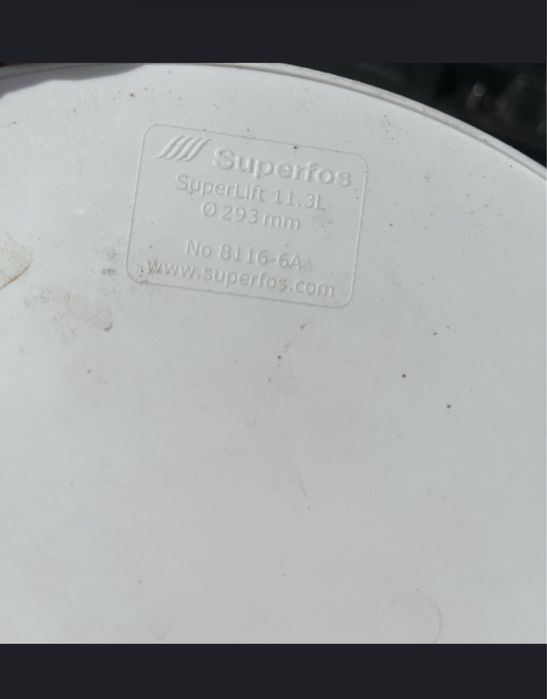 Superfos
SuperLift 11.3L
Ø 293 mm
No 8116-6A
www.superfos.com